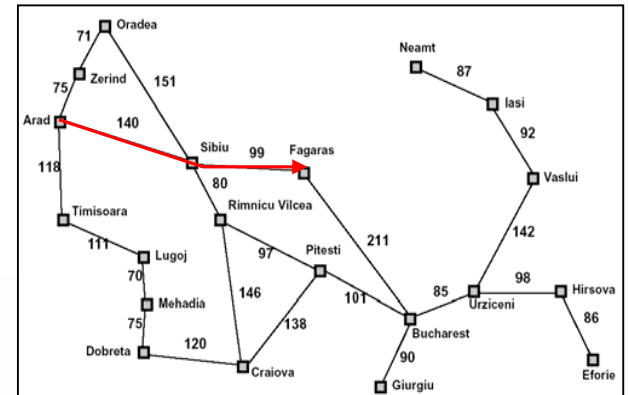 Oradea
71
Neamt
87
Zerind
151
75
Iasi
Arad
140
92
Sibiu
99
Fagaras
118
80
Vaslui
Timisoara
Rimnicu Vilcea
142
111
211
Lugoj
97
Pitesti
70
98
Hirsova
146
85
101
Urziceni
Mehadia
138
86
75
Bucharest
120
90
Dobreta
Craiova
Giurgiu
Eforie